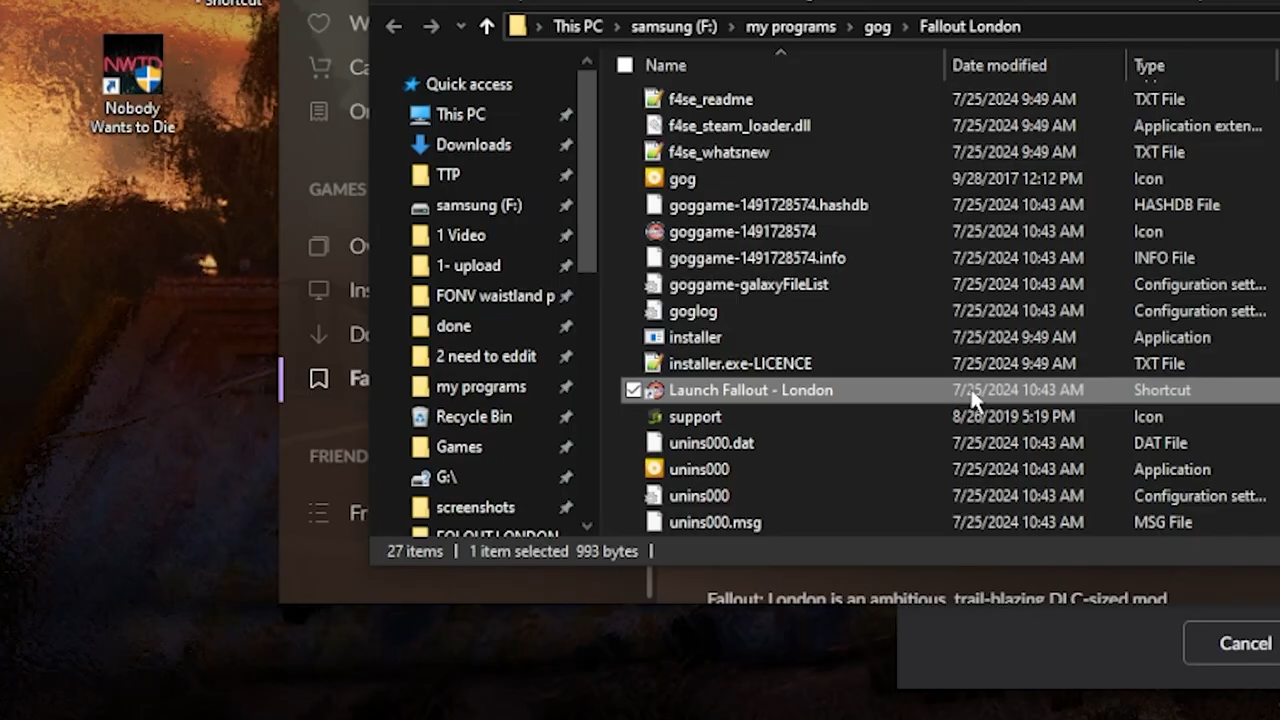 Shortcut
NWTD
Nobody
Wants to Die
W
Ca
Or
GAMES
Ov
Ins
Do
Fa
FRIEND
Fr
This PC
samsung (F:)
my programs
gog
Fallout London
Quick access
This PC
Downloads
TTP
samsung (F:)
1 Video
1- upload
FONV waistland p
done
2 need to eddit
my programs
Recycle Bin
Games
G:\
screenshots
FOLOUT LONDON
Name Date modified Type
f4se_readme 7/25/2024 9:49 AM TXT File
f4se_steam_loader.dll 7/25/2024 9:49 AM Application exten...
f4se_whatsnew 7/25/2024 9:49 AM TXT File
gog 9/28/2017 12:12 PM Icon
goggame-1491728574.hashdb 7/25/2024 10:43 AM HASHDB File
goggame-1491728574 7/25/2024 10:43 AM Icon
goggame-1491728574.info 7/25/2024 10:43 AM INFO File
goggame-galaxyFileList 7/25/2024 10:43 AM Configuration sett...
goglog 7/25/2024 10:43 AM Configuration sett...
installer 7/25/2024 9:49 AM Application
installer.exe-LICENCE 7/25/2024 9:49 AM TXT File
Launch Fallout - London 7/25/2024 10:43 AM Shortcut
support 8/26/2019 5:19 PM Icon
unins000.dat 7/25/2024 10:43 AM DAT File
unins000 7/25/2024 10:43 AM Application
unins000 7/25/2024 10:43 AM Configuration sett...
unins000.msg 7/25/2024 10:43 AM MSG File
27 items 1 item selected 993 bytes
Fallout: London is an ambitious, trail-blazing DLC-sized mod
Cancel